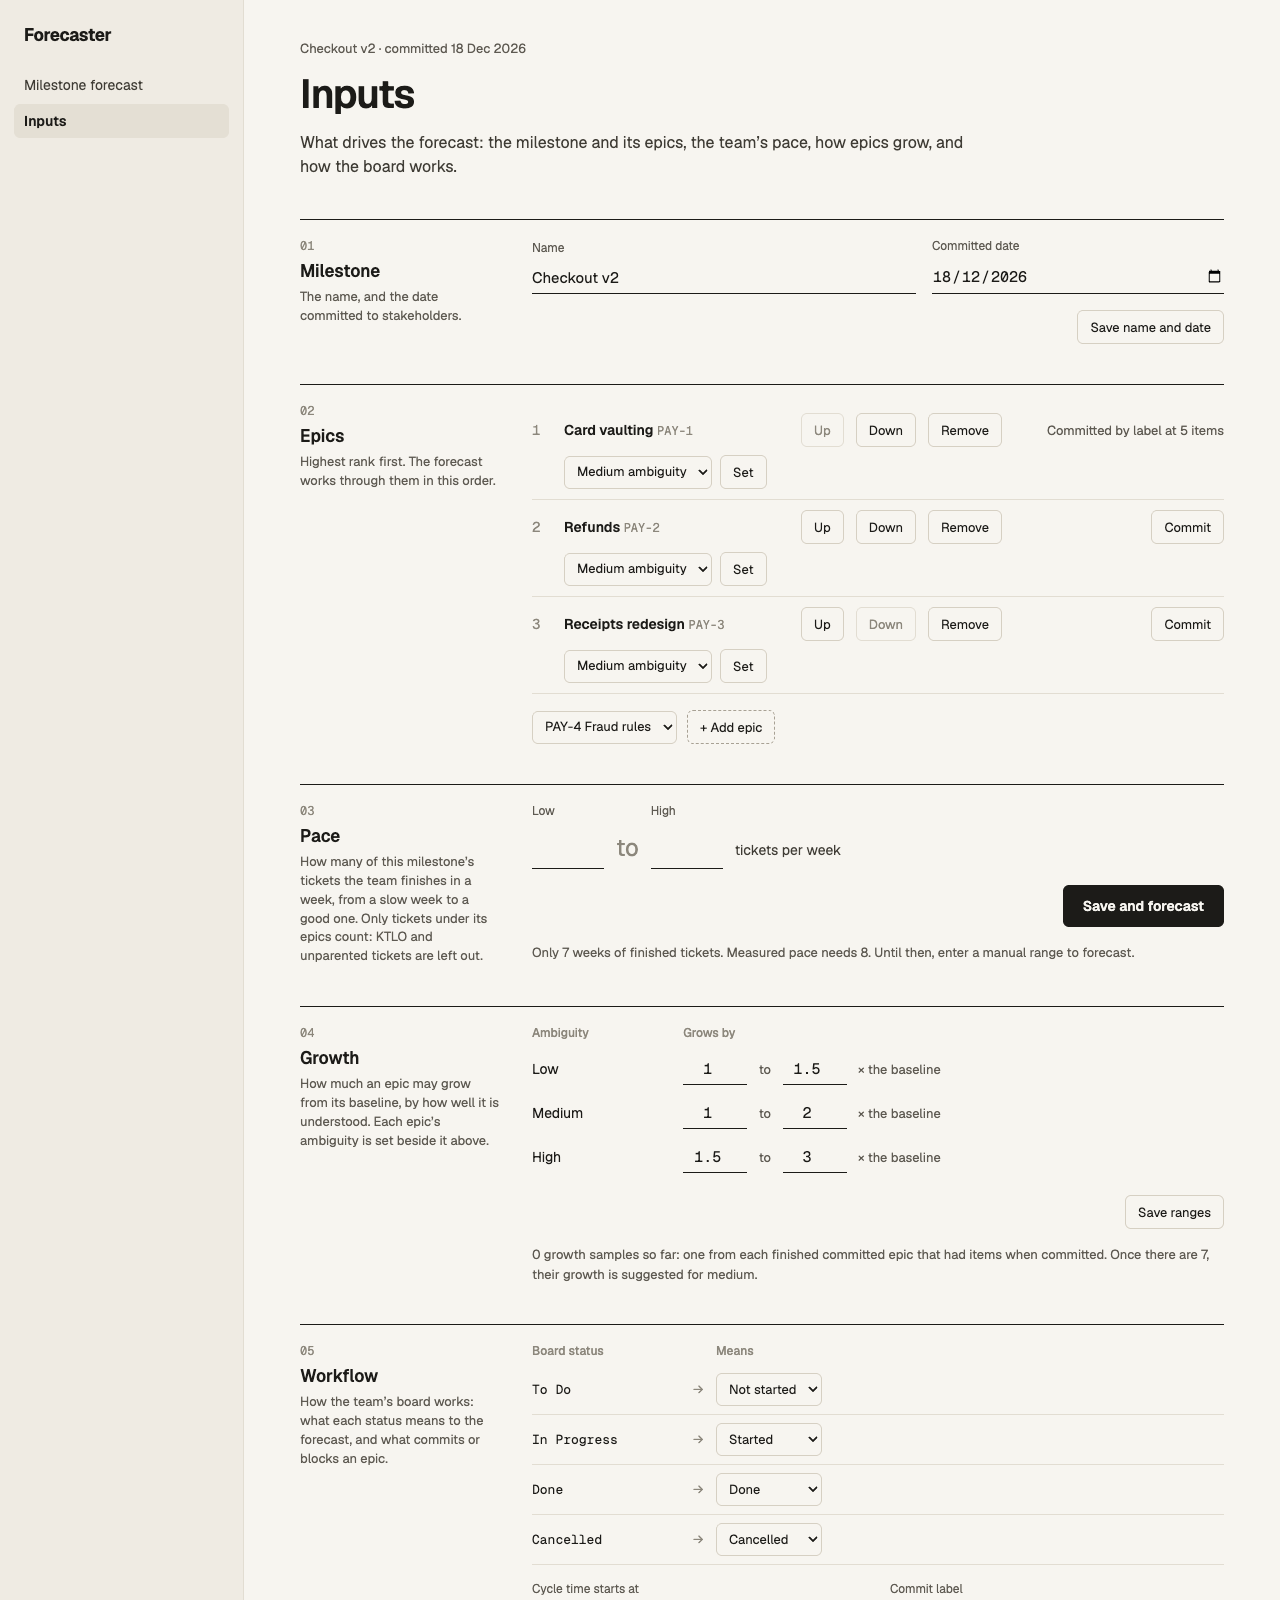 Forecaster
Milestone forecast
Inputs
Checkout v2 · committed 18 Dec 2026
Inputs
What drives the forecast: the milestone and its epics, the team’s pace, how epics grow, and
how the board works.
01
Milestone
The name, and the date
committed to stakeholders.
Name
Checkout v2
Committed date
18/12/2026
Save name and date
02
Epics
Highest rank first. The forecast
works through them in this order.
1 Card vaulting PAY-1 Up Down Remove Committed by label at 5 items
Medium ambiguity Set
2 Refunds PAY-2 Up Down Remove Commit
Medium ambiguity Set
3 Receipts redesign PAY-3 Up Down Remove Commit
Medium ambiguity Set
PAY-4 Fraud rules + Add epic
03
Pace
How many of this milestone's
tickets the team finishes in a
week, from a slow week to a
good one. Only tickets under its
epics count: KTLO and
unparented tickets are left out.
Low High
to tickets per week
Save and forecast
Only 7 weeks of finished tickets. Measured pace needs 8. Until then, enter a manual range to forecast.
04
Growth
How much an epic may grow
from its baseline, by how well it is
understood. Each epic's
ambiguity is set beside it above.
Ambiguity Grows by
Low 1 to 1.5 × the baseline
Medium 1 to 2 × the baseline
High 1.5 to 3 × the baseline
Save ranges
0 growth samples so far: one from each finished committed epic that had items when committed. Once there are 7,
their growth is suggested for medium.
05
Workflow
How the team’s board works:
what each status means to the
forecast, and what commits or
blocks an epic.
Board status Means
To Do → Not started
In Progress → Started
Done → Done
Cancelled → Cancelled
Cycle time starts at Commit label